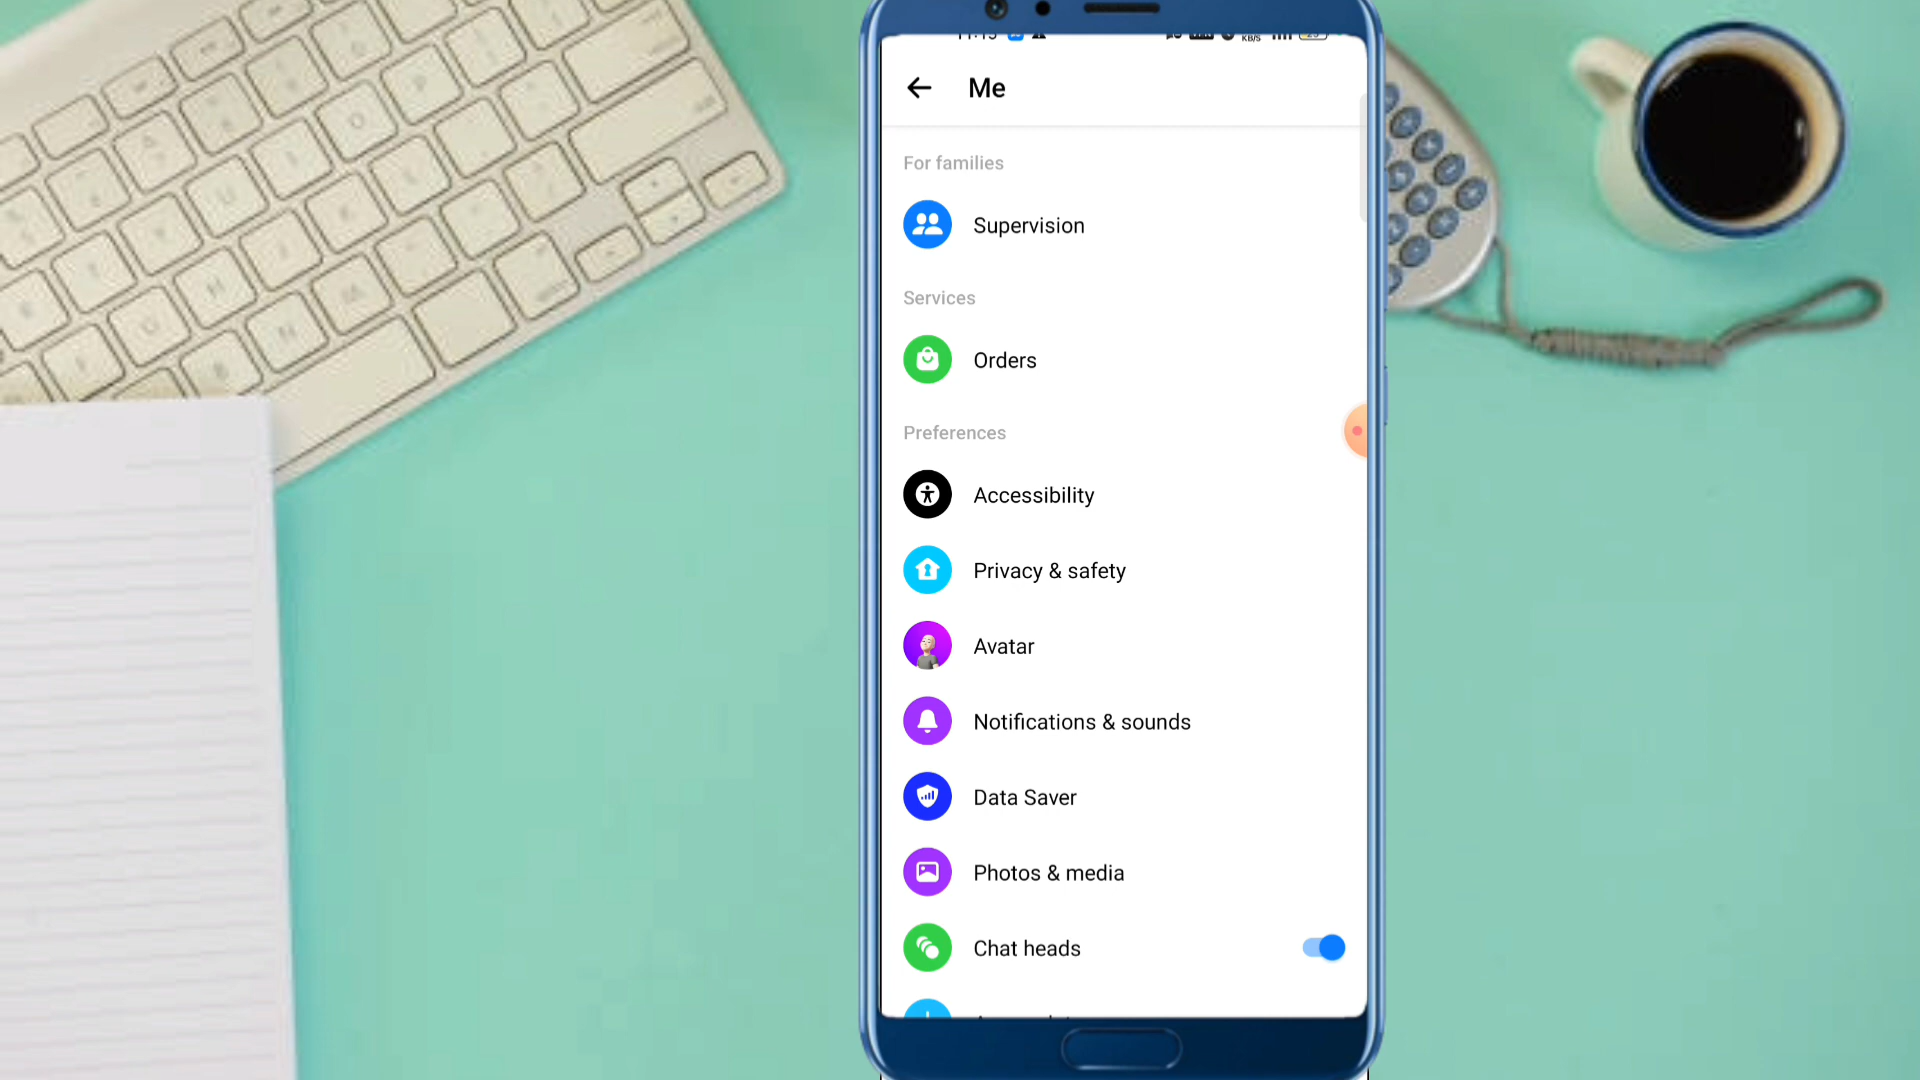 Me
For families
Supervision
Services
Orders
Preferences
Accessibility
Privacy & safety
Avatar
Notifications & sounds
Data Saver
Photos & media
Chat heads